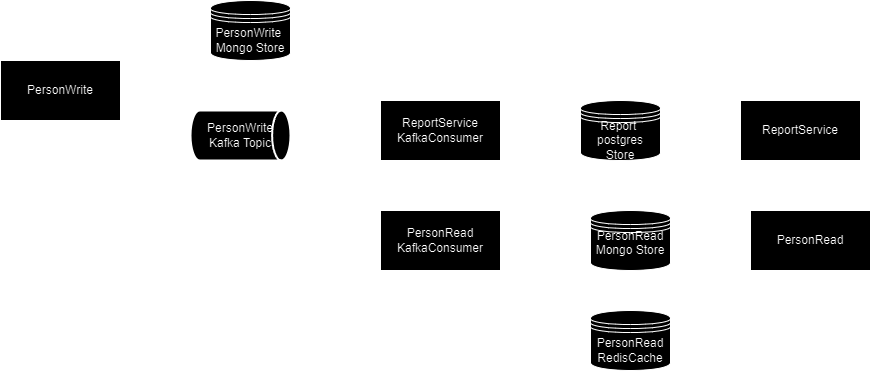 PersonWrite
Mongo Store
PersonWrite
PersonWrite
Kafka Topic
ReportService
KafkaConsumer
Report
postgres
Store
ReportService
PersonRead
KafkaConsumer
PersonRead
Mongo Store
PersonRead
PersonRead
RedisCache